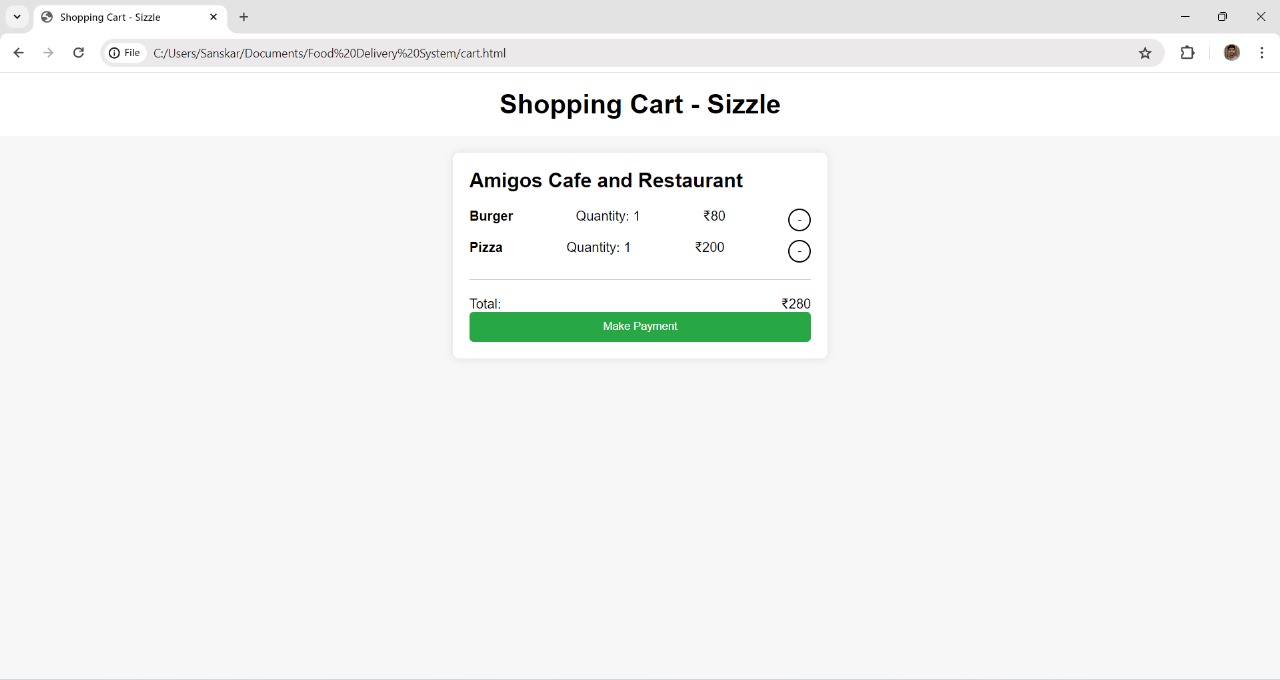 Shopping Cart - Sizzle
File C:/Users/Sanskar/Documents/Food%20Delivery%20System/cart.html
Shopping Cart - Sizzle
Amigos Cafe and Restaurant
Burger Quantity: 1 ₹80 -
Pizza Quantity: 1 ₹200 -
Total: ₹280
Make Payment